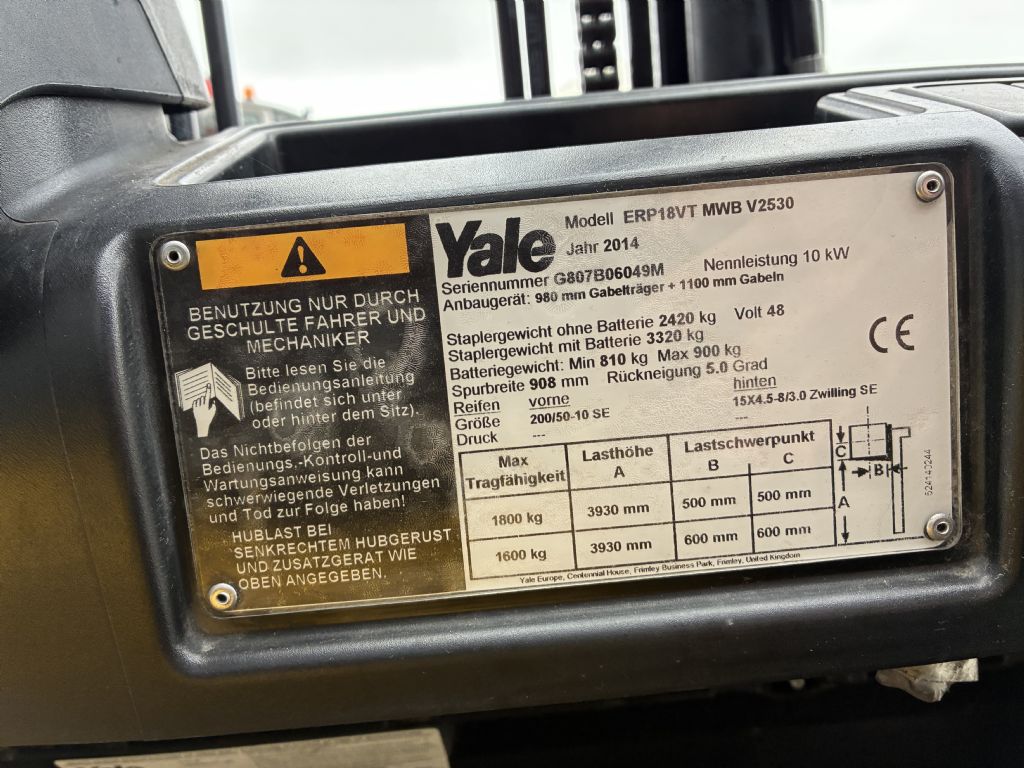 BENUTZUNG NUR DURCH
GESCHULTE FAHRER UND
MECHANIKER
Bitte lesen Sie die
Bedienungsanleitung
(befindet sich unter
oder hinter dem Sitz).
Das Nichtbefolgen der
Bedienungs.-Kontroll-und
Wartungsanweisung kann
schwerwiegende Verletzungen
und Tod zur Folge haben!
HUBLAST BEI
SENKRECHTEM HUBGERUST
UND ZUSATZGERAT WIE
OBEN ANGEGEBEN.
Yale Modell ERP18VT MWB V2530
Jahr 2014
Seriennummer G807B06049M Nennleistung 10 kW
Anbaugerät: 980 mm Gabelträger + 1100 mm Gabeln
Staplergewicht ohne Batterie 2420 kg Volt 48
Staplergewicht mit Batterie 3320 kg
Batteriegewicht: Min 810 kg Max 900 kg
Spurbreite 908 mm Rückneigung 5.0 Grad
Reifen vorne hinten
Größe 200/50-10 SE 15X4.5-8/3.0 Zwilling SE
Druck --- ---
CE
Max Tragfähigkeit Lasthöhe A Lastschwerpunkt B C
1800 kg 3930 mm 500 mm 500 mm
1600 kg 3930 mm 600 mm 600 mm
C
B
A
524140244
Yale Europe, Centennial House, Frimley Business Park, Frimley, United Kingdom